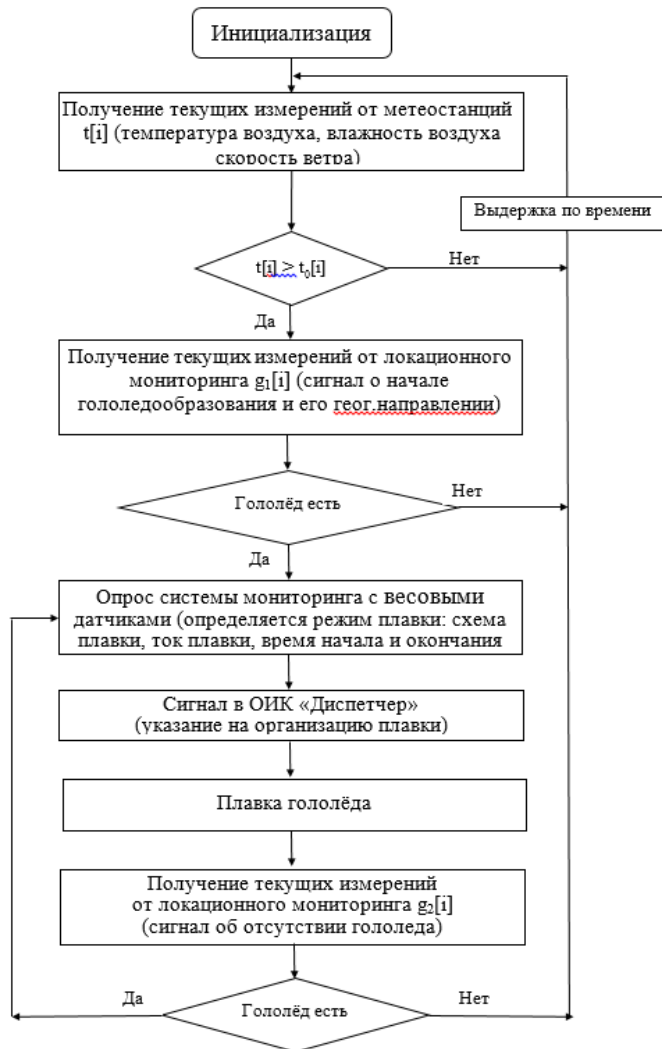 Инициализация
Получение текущих измерений от метеостанций
t[i] (температура воздуха, влажность воздуха
скорость ветра)
Выдержка по времени
t[i] > t₀[i]
Нет
Да
Получение текущих измерений от локационного
мониторинга g₁[i] (сигнал о начале
гололедообразования и его геог.направлении)
Гололёд есть
Нет
Да
Опрос системы мониторинга с весовыми
датчиками (определяется режим плавки: схема
плавки, ток плавки, время начала и окончания
Сигнал в ОИК «Диспетчер»
(указание на организацию плавки)
Плавка гололёда
Получение текущих измерений
от локационного мониторинга g₂[i]
(сигнал об отсутствии гололеда)
Да
Гололёд есть
Нет